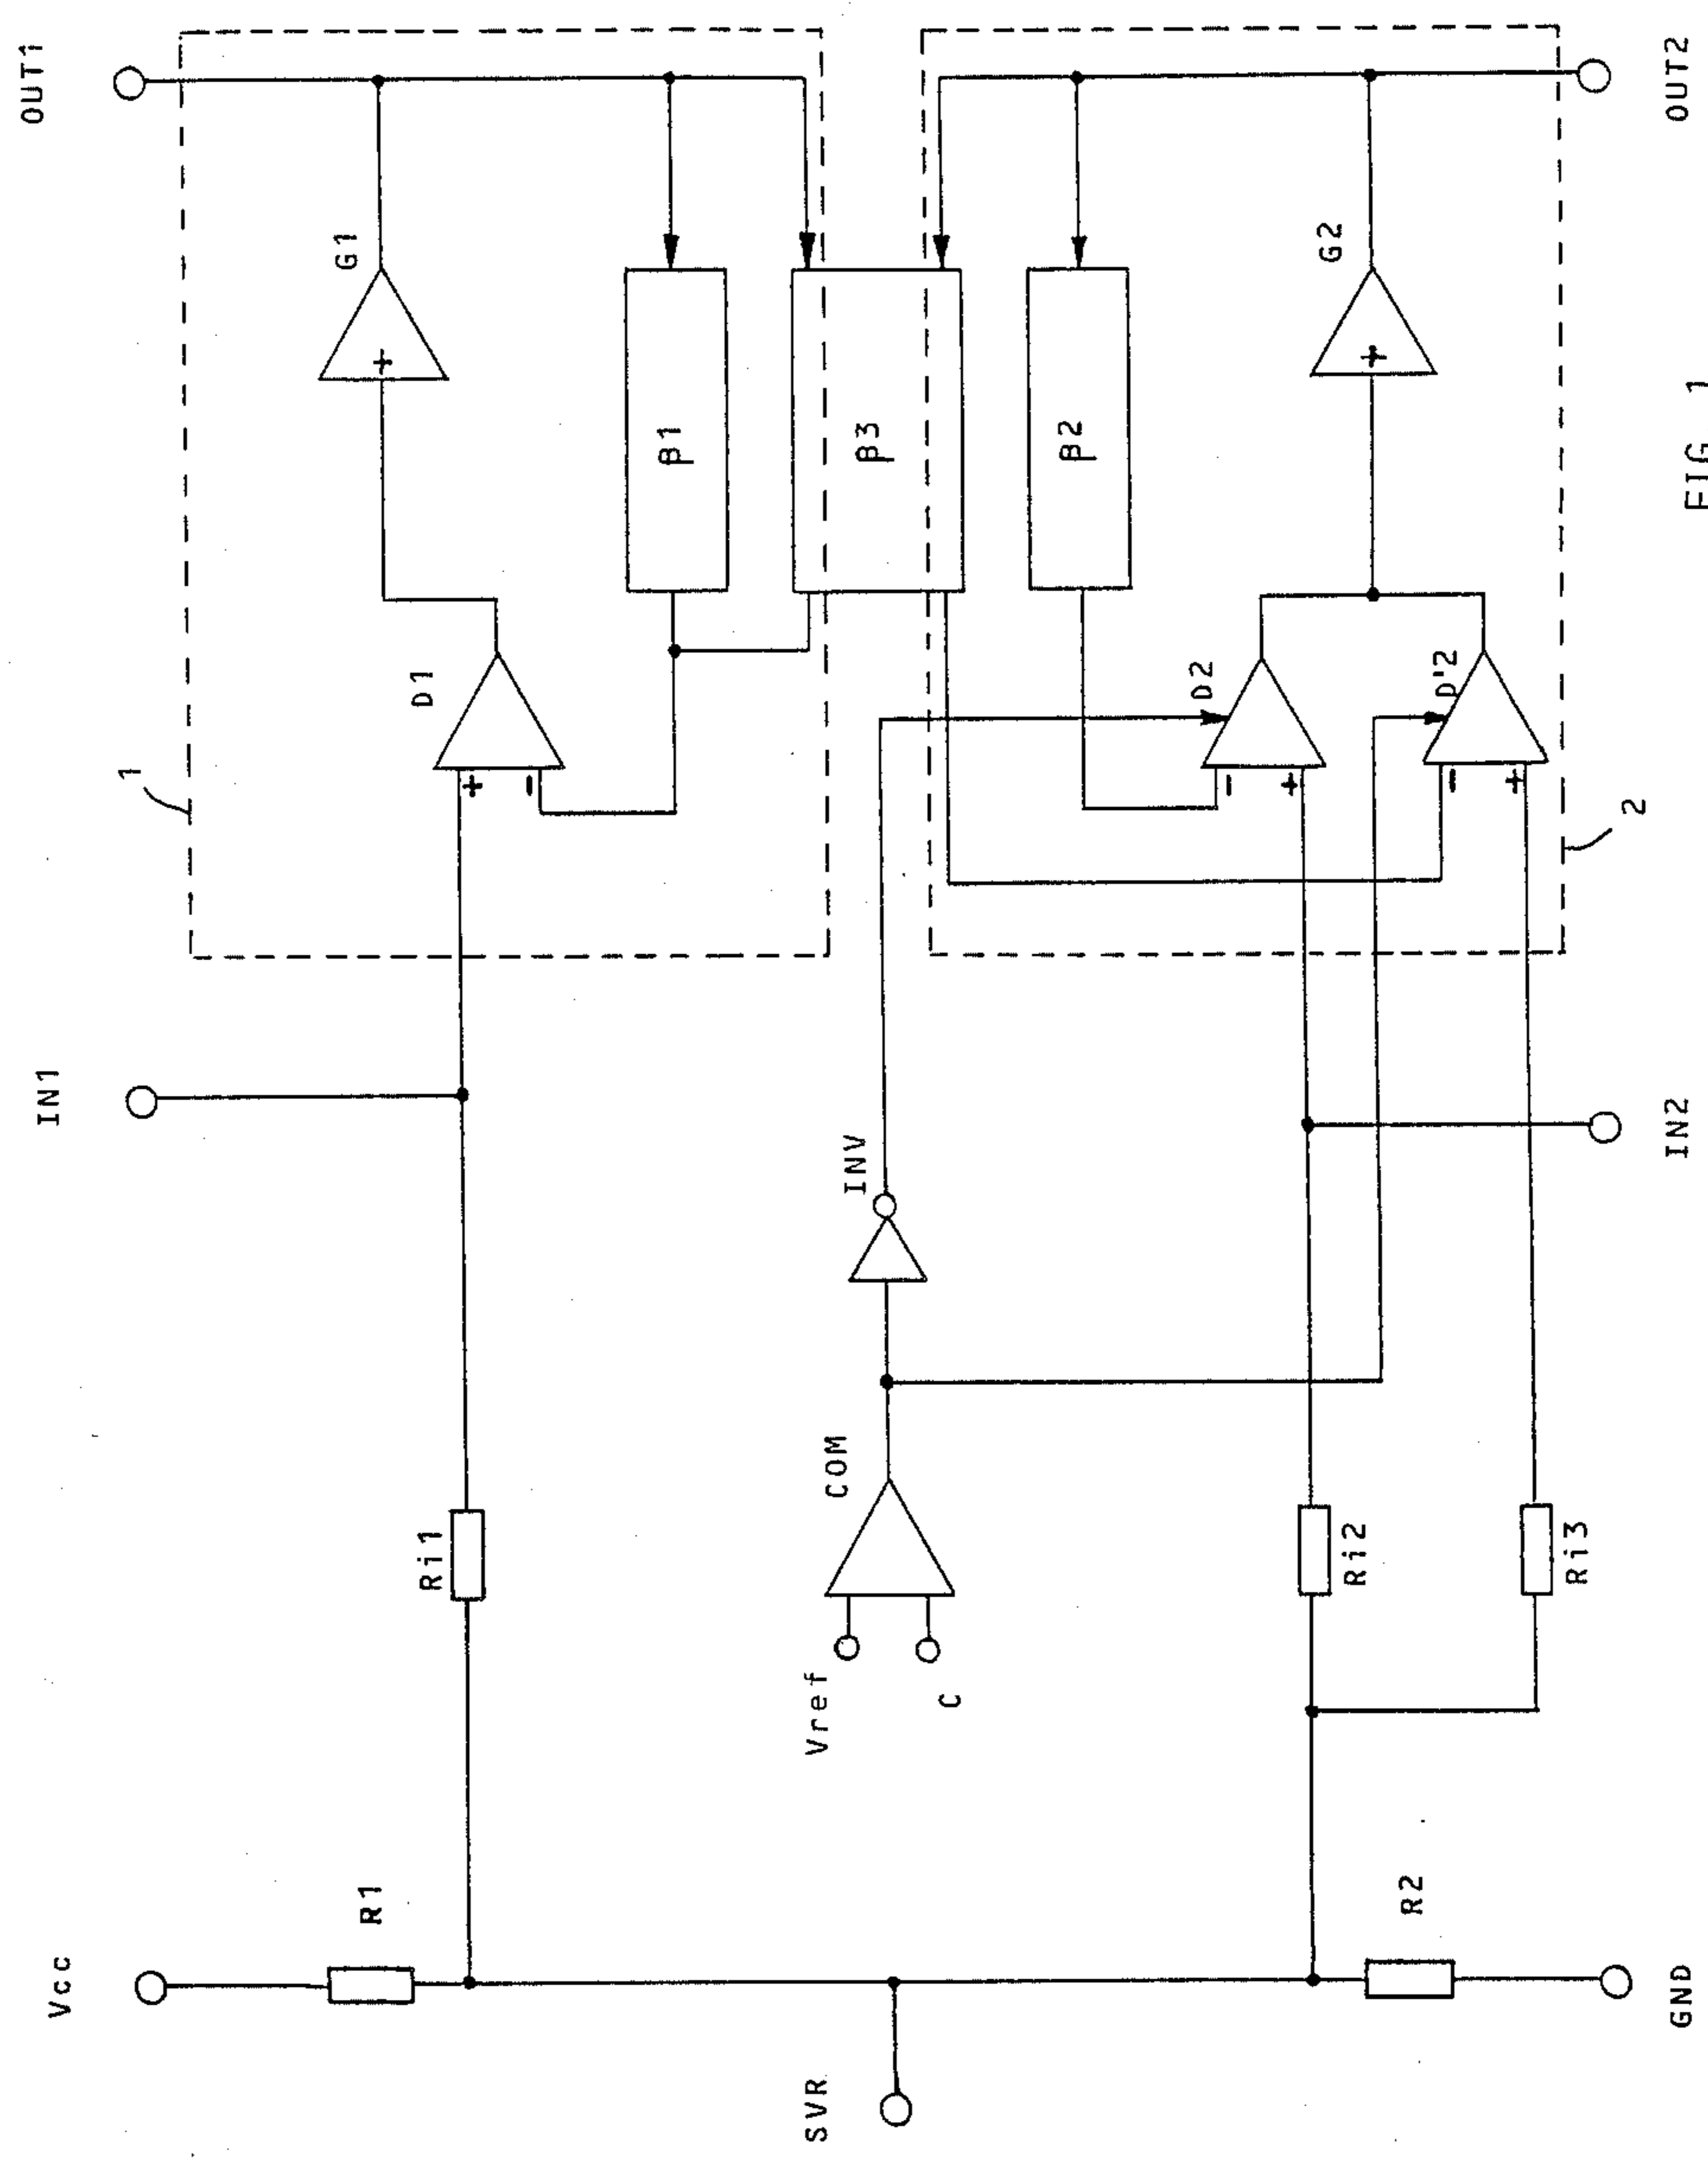 Vcc
R1
SVR
R2
GND
Ri1
Vref
C
COM
INV
Ri2
Ri3
IN1
IN2
1
D1
+
−
G1
+
β1
β3
β2
D2
−
+
D'2
−
+
G2
+
2
OUT1
OUT2
FIG. 1